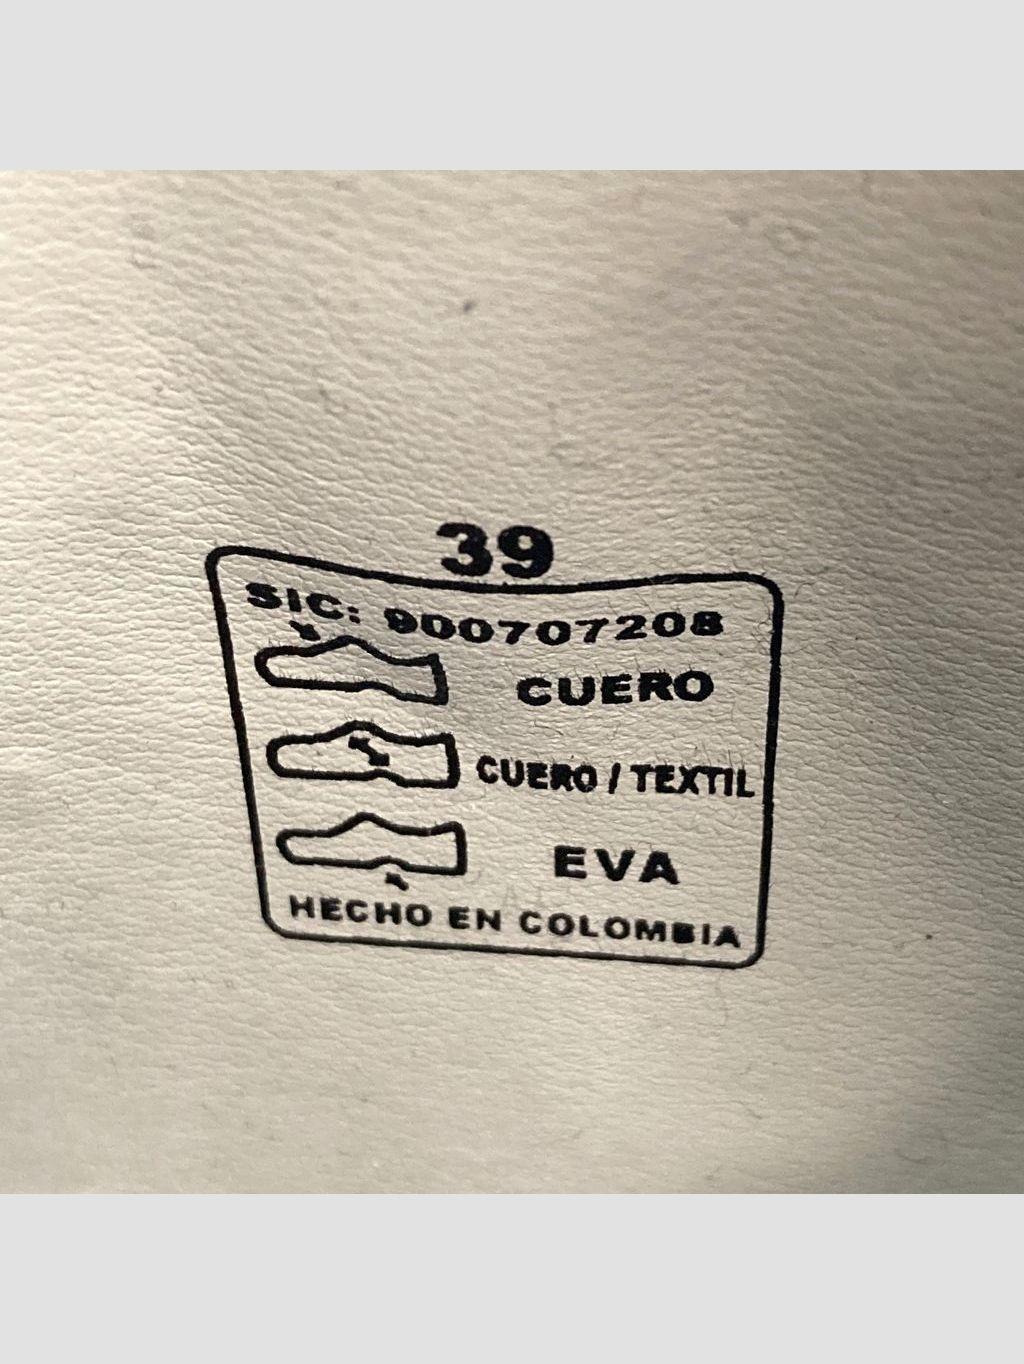 39
SIC: 900707208
CUERO
CUERO / TEXTIL
EVA
HECHO EN COLOMBIA